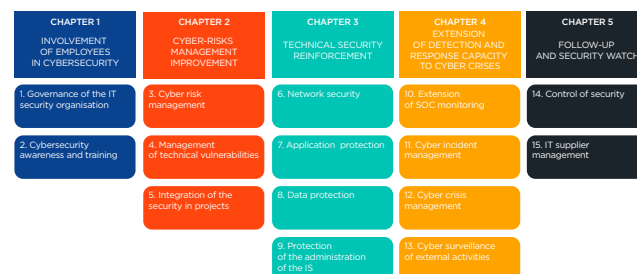 CHAPTER 1
INVOLVEMENT
OF EMPLOYEES
IN CYBERSECURITY
1. Governance of the IT
security organisation
2. Cybersecurity
awareness and training
CHAPTER 2
CYBER-RISKS
MANAGEMENT
IMPROVEMENT
3. Cyber risk
management
4. Management
of technical vulnerabilities
5. Integration of the
security in projects
CHAPTER 3
TECHNICAL SECURITY
REINFORCEMENT
6. Network security
7. Application protection
8. Data protection
9. Protection
of the administration
of the IS
CHAPTER 4
EXTENSION
OF DETECTION AND
RESPONSE CAPACITY
TO CYBER CRISES
10. Extension
of SOC monitoring
11. Cyber incident
management
12. Cyber crisis
management
13. Cyber surveillance
of external activities
CHAPTER 5
FOLLOW-UP
AND SECURITY WATCH
14. Control of security
15. IT supplier
management